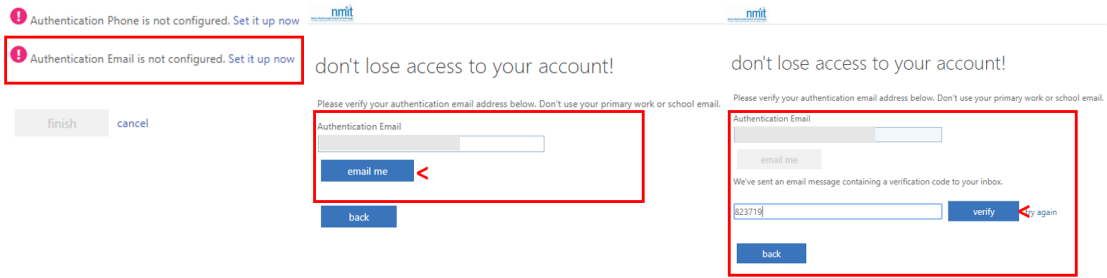 Authentication Phone is not configured. Set it up now
Authentication Email is not configured. Set it up now
finish
cancel
nmit
don't lose access to your account!
Please verify your authentication email address below. Don't use your primary work or school email.
Authentication Email
email me
<
back
nmit
don't lose access to your account!
Please verify your authentication email address below. Don't use your primary work or school email.
Authentication Email
email me
We've sent an email message containing a verification code to your inbox.
823719
verify
<
try again
back